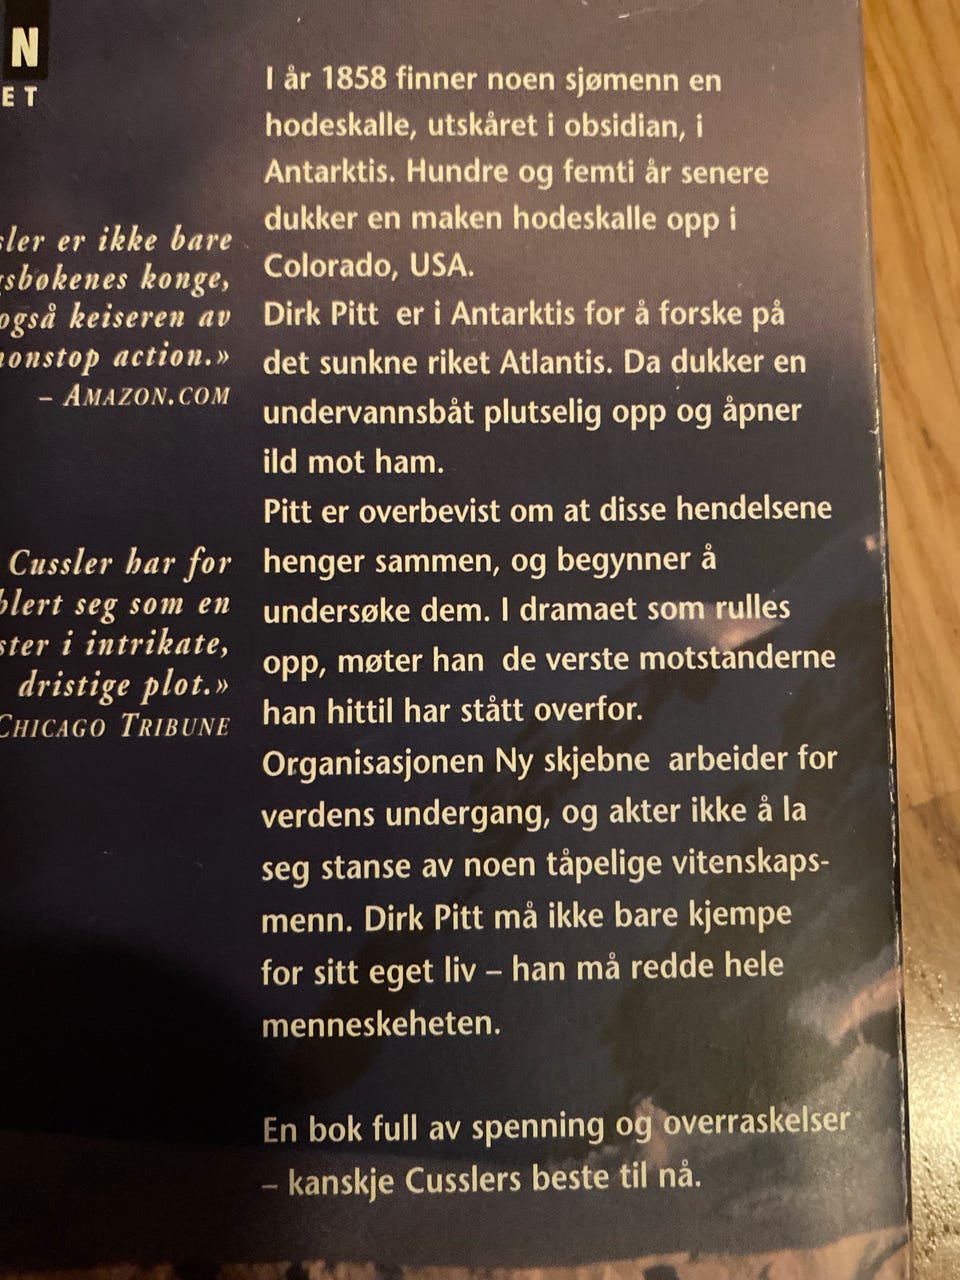 N
ET
er ikke bare
konge,
også keiseren av
nonstop action.»
– AMAZON.COM
Cussler har for
seg som en
i intrikate,
dristige plot.»
CHICAGO TRIBUNE
I år 1858 finner noen sjømenn en
hodeskalle, utskåret i obsidian, i
Antarktis. Hundre og femti år senere
dukker en maken hodeskalle opp i
Colorado, USA.
Dirk Pitt er i Antarktis for å forske på
det sunkne riket Atlantis. Da dukker en
undervannsbåt plutselig opp og åpner
ild mot ham.
Pitt er overbevist om at disse hendelsene
henger sammen, og begynner å
undersøke dem. I dramaet som rulles
opp, møter han de verste motstanderne
han hittil har stått overfor.
Organisasjonen Ny skjebne arbeider for
verdens undergang, og akter ikke å la
seg stanse av noen tåpelige vitenskaps-
menn. Dirk Pitt må ikke bare kjempe
for sitt eget liv – han må redde hele
menneskeheten.
En bok full av spenning og overraskelser
– kanskje Cusslers beste til nå.